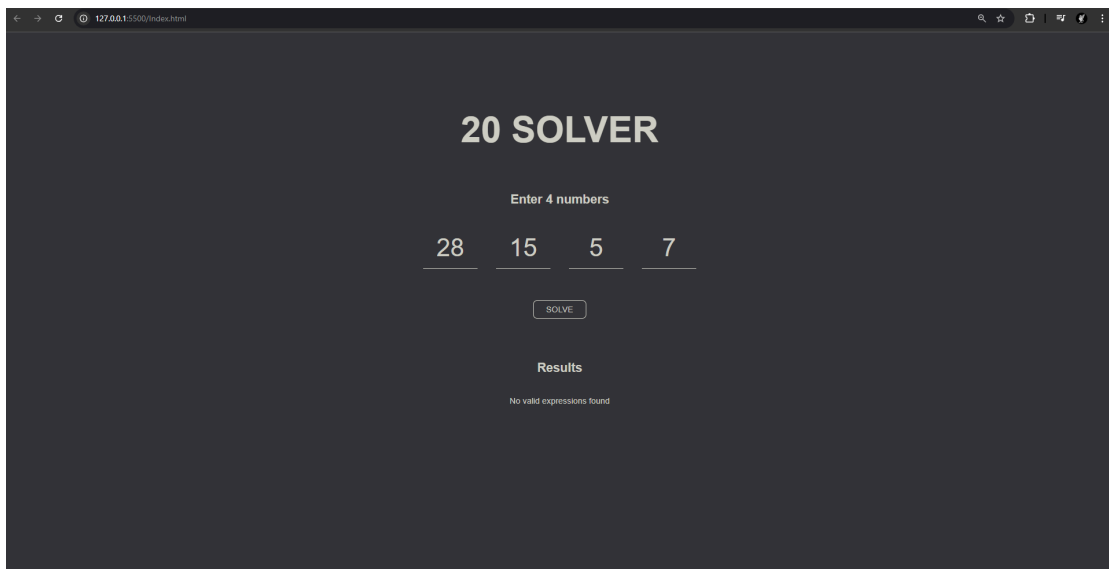 127.0.0.1:5500/index.html
20 SOLVER
Enter 4 numbers
28 15 5 7
SOLVE
Results
No valid expressions found